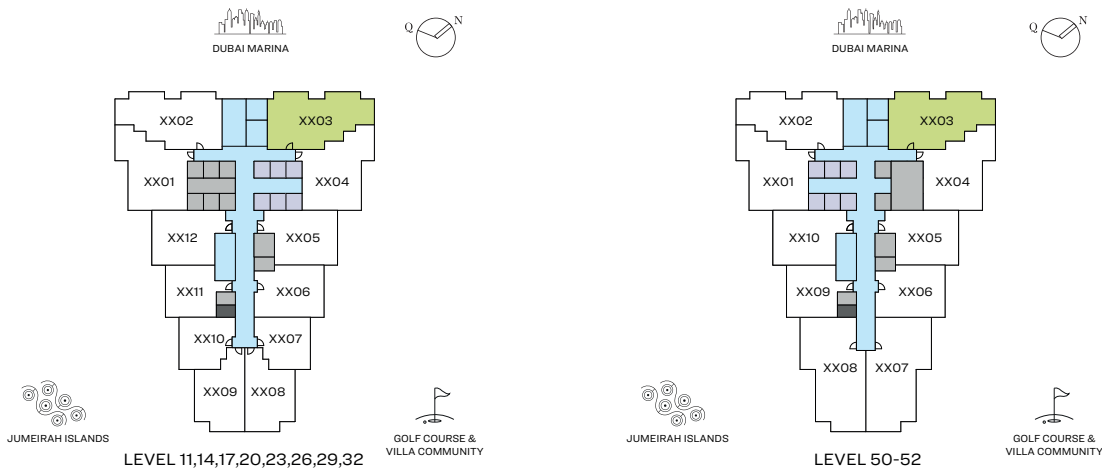 DUBAI MARINA
Q N
XX02 XX03
XX01 XX04
XX12 XX05
XX11 XX06
XX10 XX07
XX09 XX08
JUMEIRAH ISLANDS
GOLF COURSE &
VILLA COMMUNITY
LEVEL 11,14,17,20,23,26,29,32
DUBAI MARINA
Q N
XX02 XX03
XX01 XX04
XX10 XX05
XX09 XX06
XX08 XX07
JUMEIRAH ISLANDS
GOLF COURSE &
VILLA COMMUNITY
LEVEL 50-52